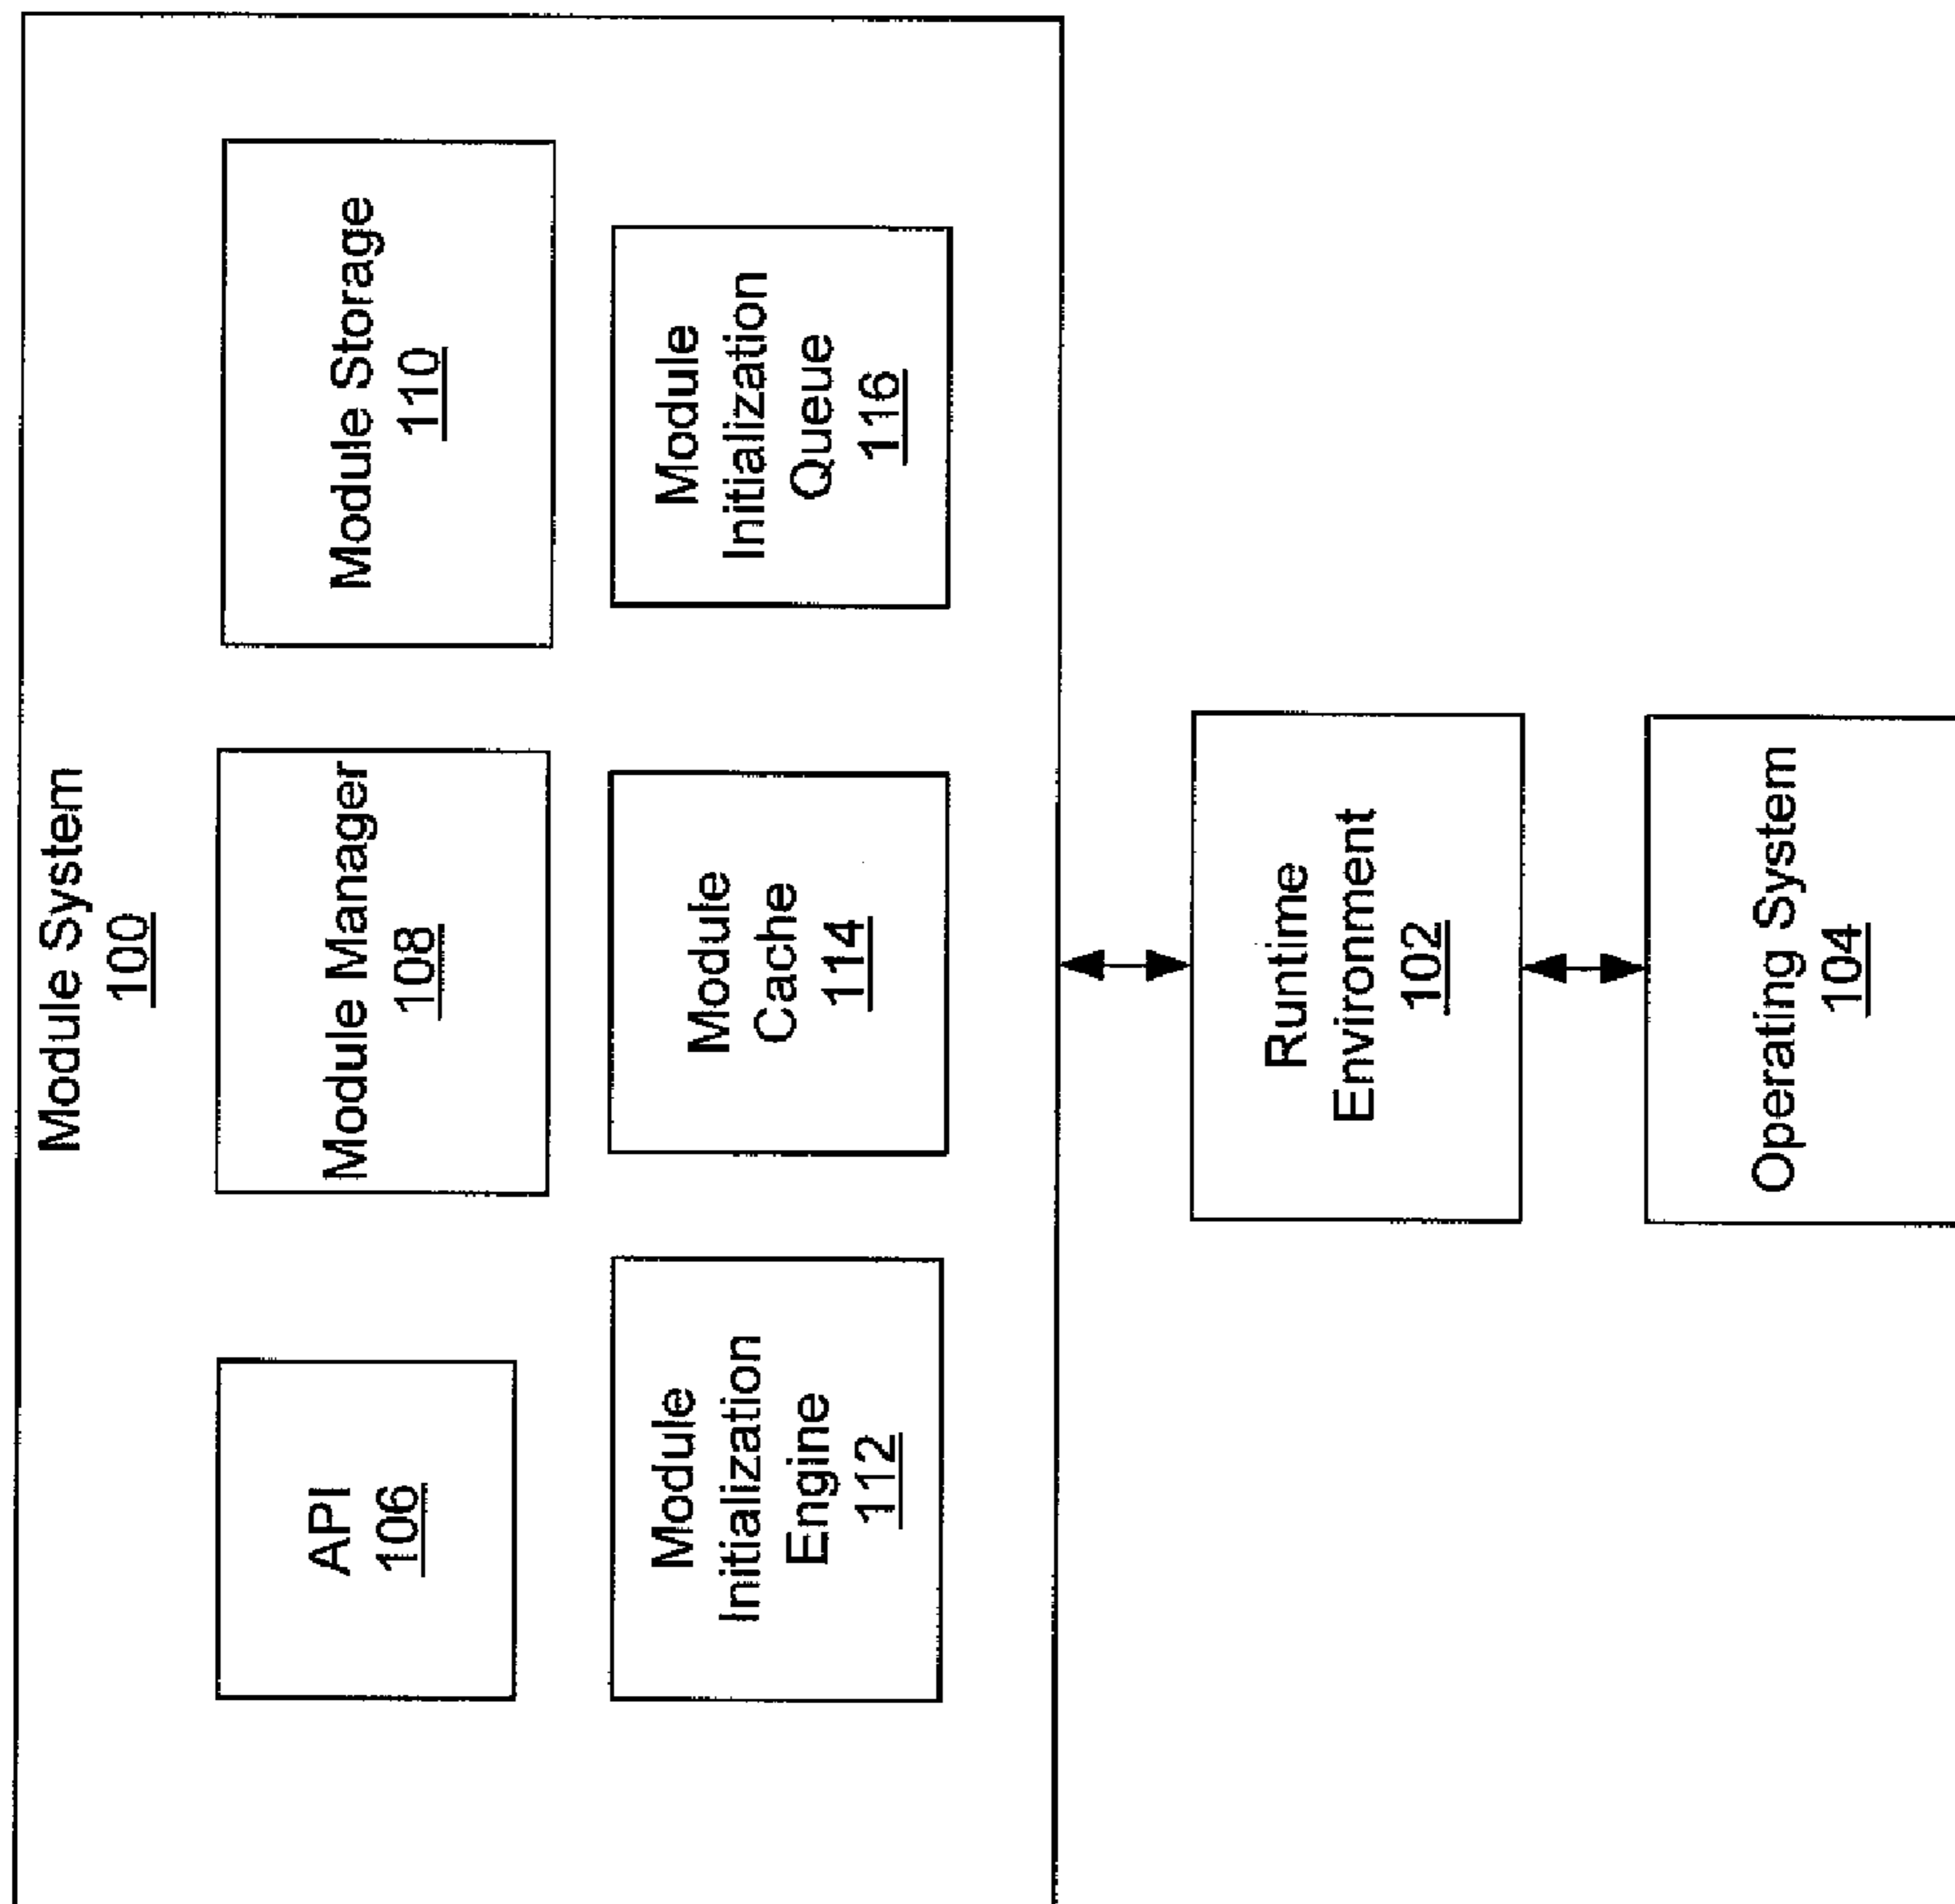 Module System
100
API
106
Module Manager
108
Module Storage
110
Module
Initialization
Engine
112
Module
Cache
114
Module
Initialization
Queue
116
Runtime
Environment
102
Operating System
104